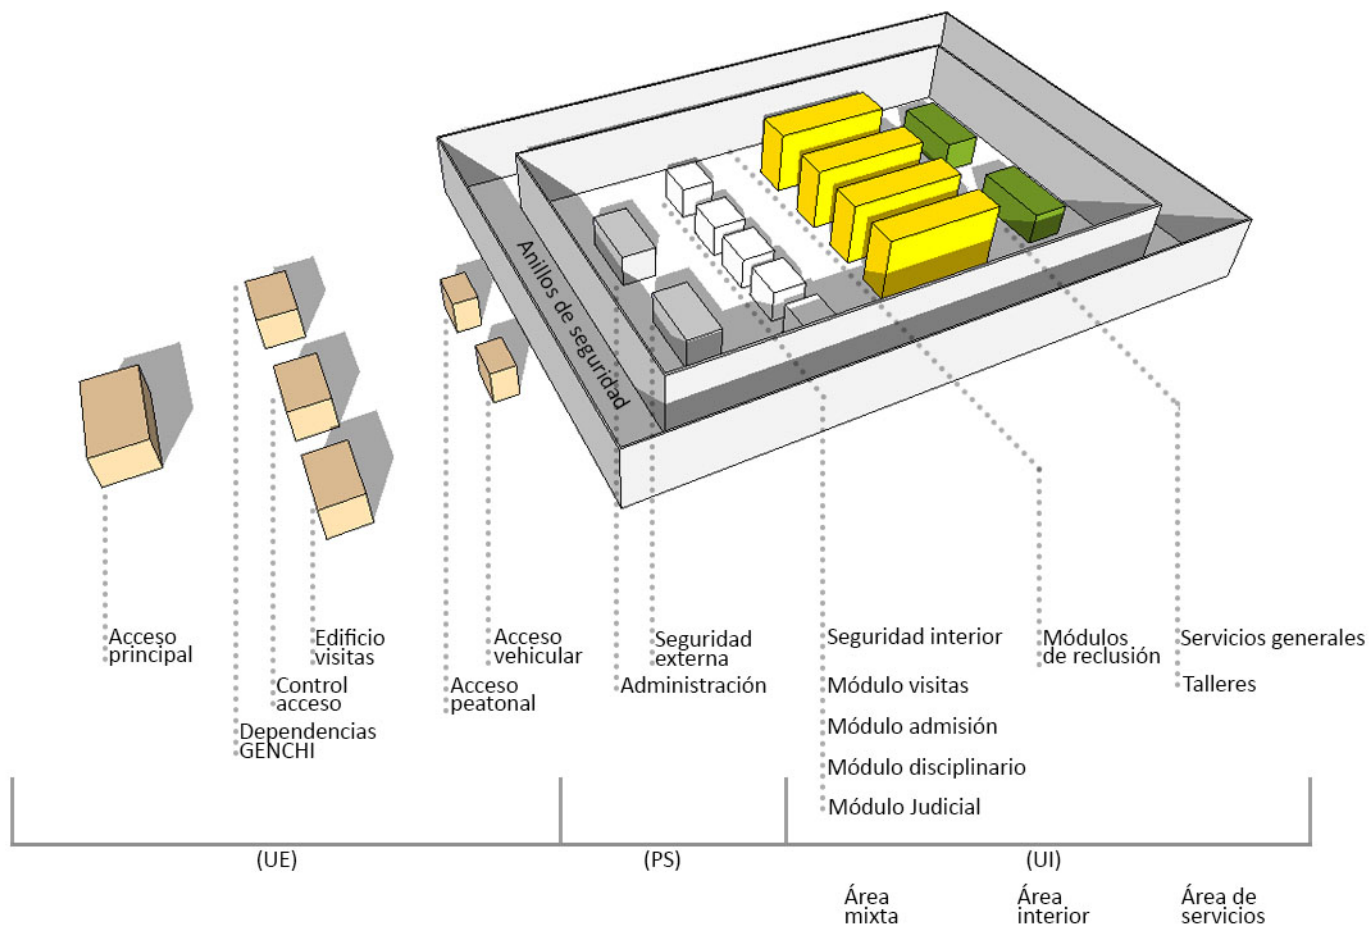 Anillos de seguridad
Acceso
principal
Edificio
visitas
Acceso
vehicular
Seguridad
externa
Seguridad interior
Módulos
de reclusión
Servicios generales
Control
acceso
Acceso
peatonal
Administración
Módulo visitas
Talleres
Dependencias
GENCHI
Módulo admisión
Módulo disciplinario
Módulo Judicial
(UE)
(PS)
(UI)
Área
mixta
Área
interior
Área de
servicios